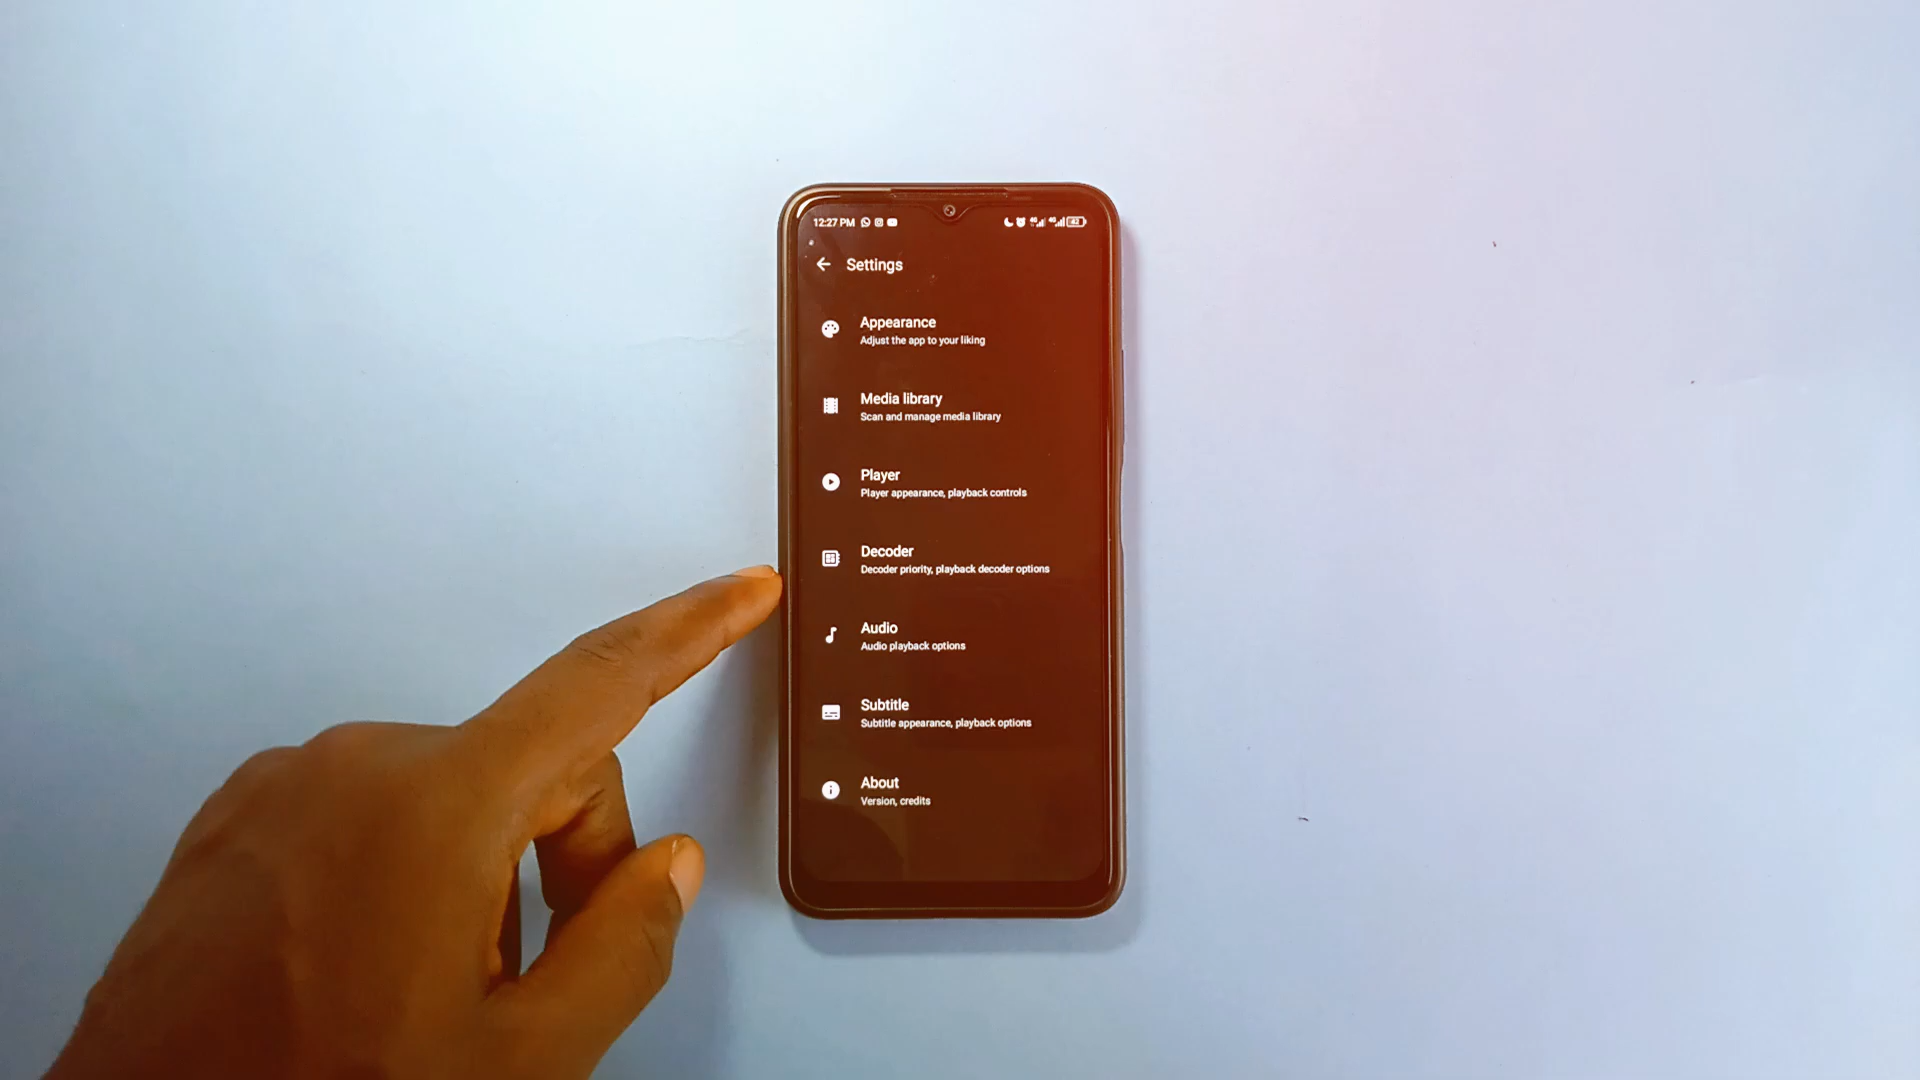 12:27 PM
Settings
Appearance
Adjust the app to your liking
Media library
Scan and manage media library
Player
Player appearance, playback controls
Decoder
Decoder priority, playback decoder options
Audio
Audio playback options
Subtitle
Subtitle appearance, playback options
About
Version, credits